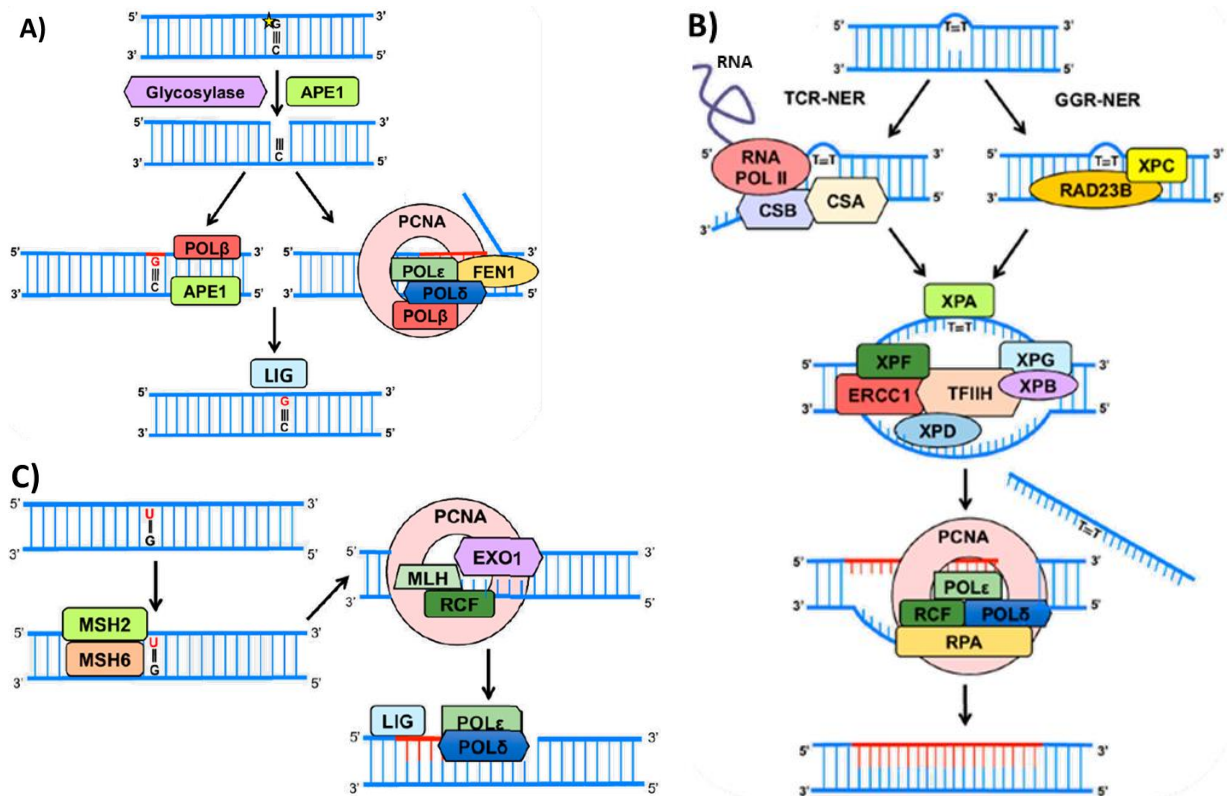 A)
5' G 3'
3' C 5'
Glycosylase APE1
5' 3'
3' C 5'
5' G POLβ 3'
3' C APE1 5'
PCNA
5' 3'
POLε FEN1
3' POLδ 5'
POLβ
LIG
5' G 3'
3' C 5'
B)
5' T=T 3'
3' 5'
RNA
TCR-NER GGR-NER
5' RNA POL II T=T 3'
CSB CSA 5'
5' T=T XPC 3'
3' RAD23B 5'
XPA
T=T
5' XPF XPG 3'
ERCC1 TFIIH XPB
3' XPD 5'
T=T
PCNA
5' 3'
POLε
3' RCF POLδ 5'
RPA
5' 3'
3' 5'
C)
5' U 3'
3' G 5'
MSH2
5' U 3'
MSH6 G
3' 5'
PCNA
5' EXO1 3'
MLH
3' RCF 5'
LIG POLε
5' POLδ 3'
3' 5'